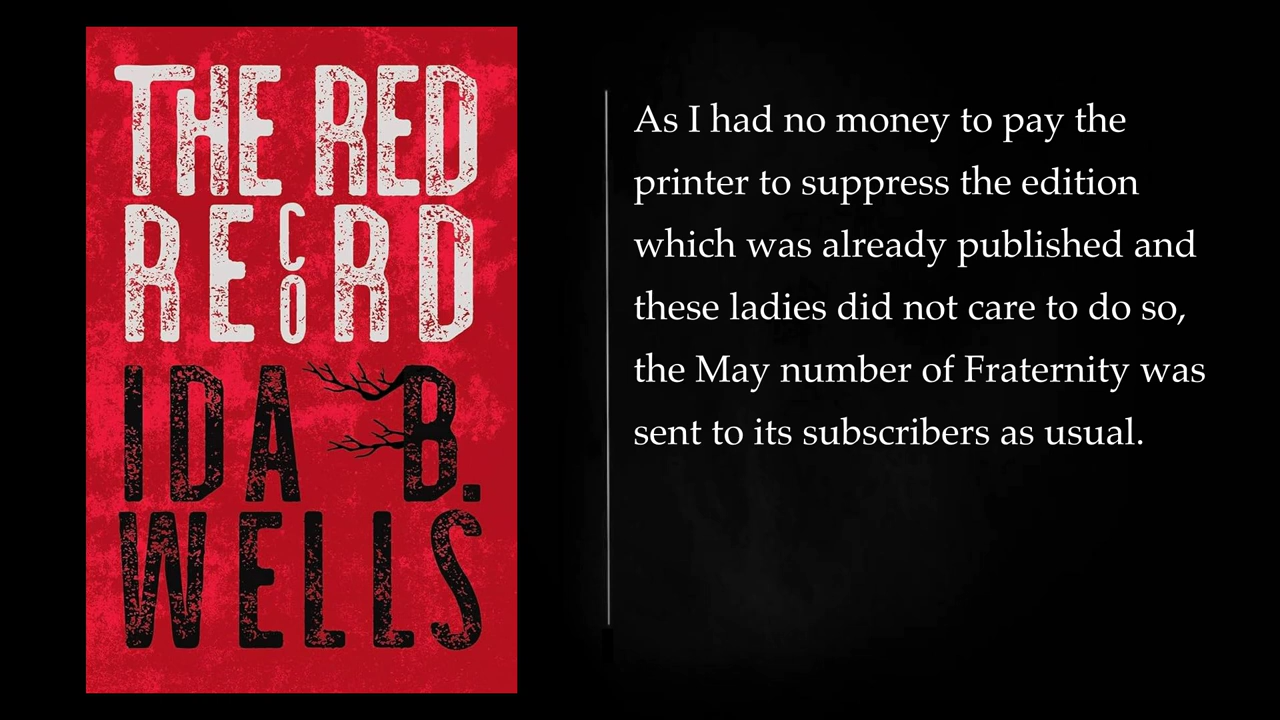 THE RED
RECORD
IDA B.
WELLS
As I had no money to pay the
printer to suppress the edition
which was already published and
these ladies did not care to do so,
the May number of Fraternity was
sent to its subscribers as usual.